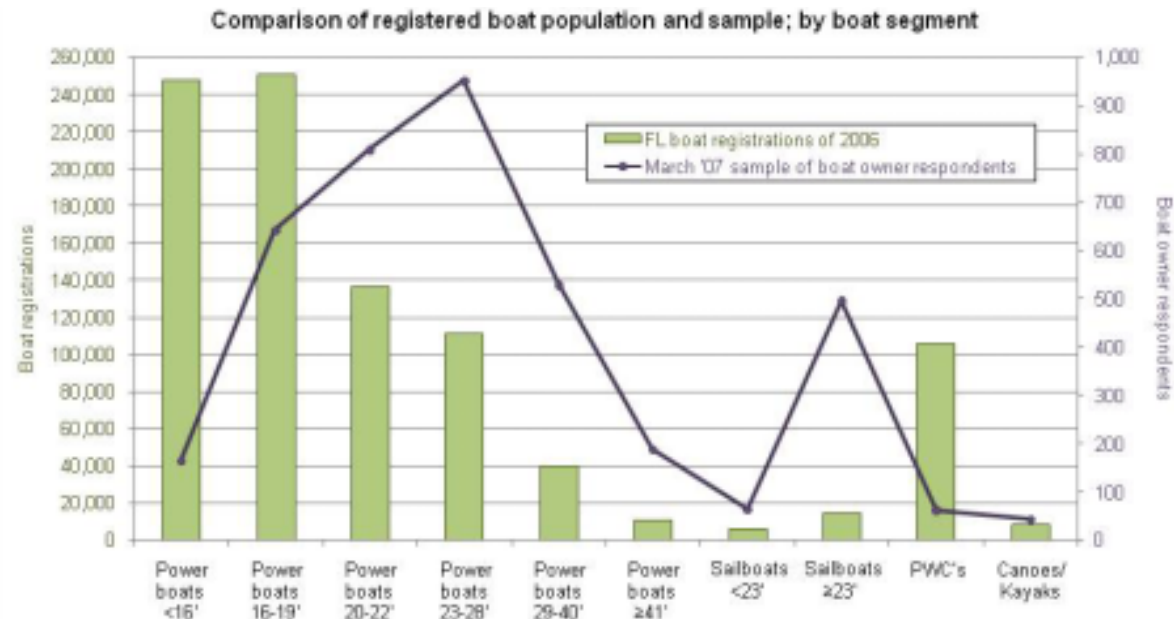 Comparison of registered boat population and sample; by boat segment
260,000
240,000
220,000
200,000
180,000
160,000
140,000
120,000
100,000
80,000
60,000
40,000
20,000
0
Boat registrations
1,000
900
800
700
600
500
400
300
200
100
0
Boat owner respondents
FL boat registrations of 2006
March '07 sample of boat owner respondents
Power
boats
<16'
Power
boats
16-19'
Power
boats
20-22'
Power
boats
23-28'
Power
boats
29-40'
Power
boats
≥41'
Sailboats
<23'
Sailboats
≥23'
PWC's
Canoes/
Kayaks